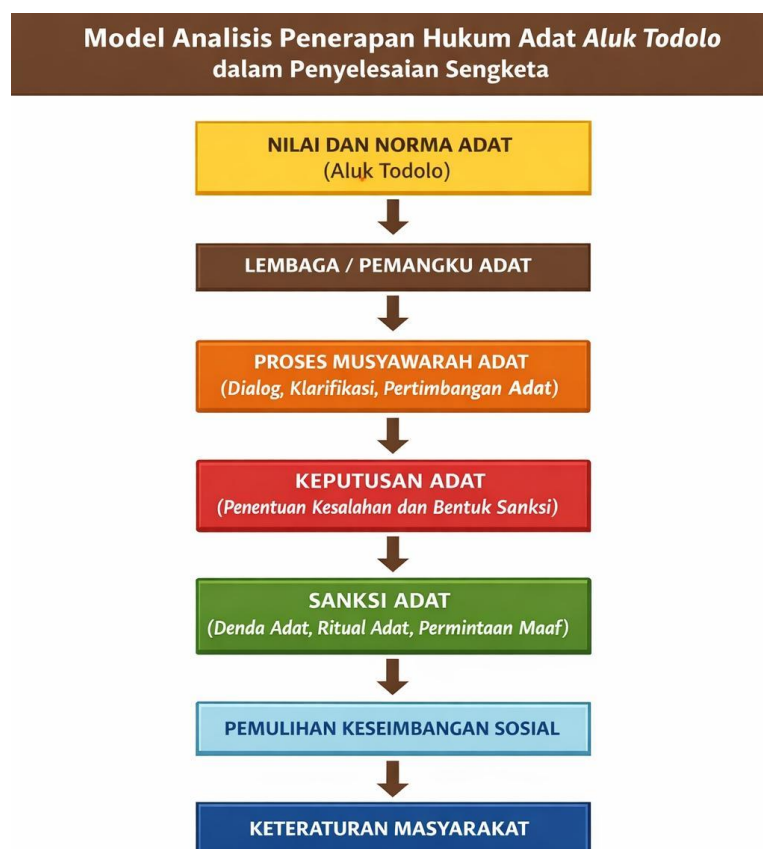 Model Analisis Penerapan Hukum Adat Aluk Todolo
dalam Penyelesaian Sengketa
NILAI DAN NORMA ADAT
(Aluk Todolo)
LEMBAGA / PEMANGKU ADAT
PROSES MUSYAWARAH ADAT
(Dialog, Klarifikasi, Pertimbangan Adat)
KEPUTUSAN ADAT
(Penentuan Kesalahan dan Bentuk Sanksi)
SANKSI ADAT
(Denda Adat, Ritual Adat, Permintaan Maaf)
PEMULIHAN KESEIMBANGAN SOSIAL
KETERATURAN MASYARAKAT